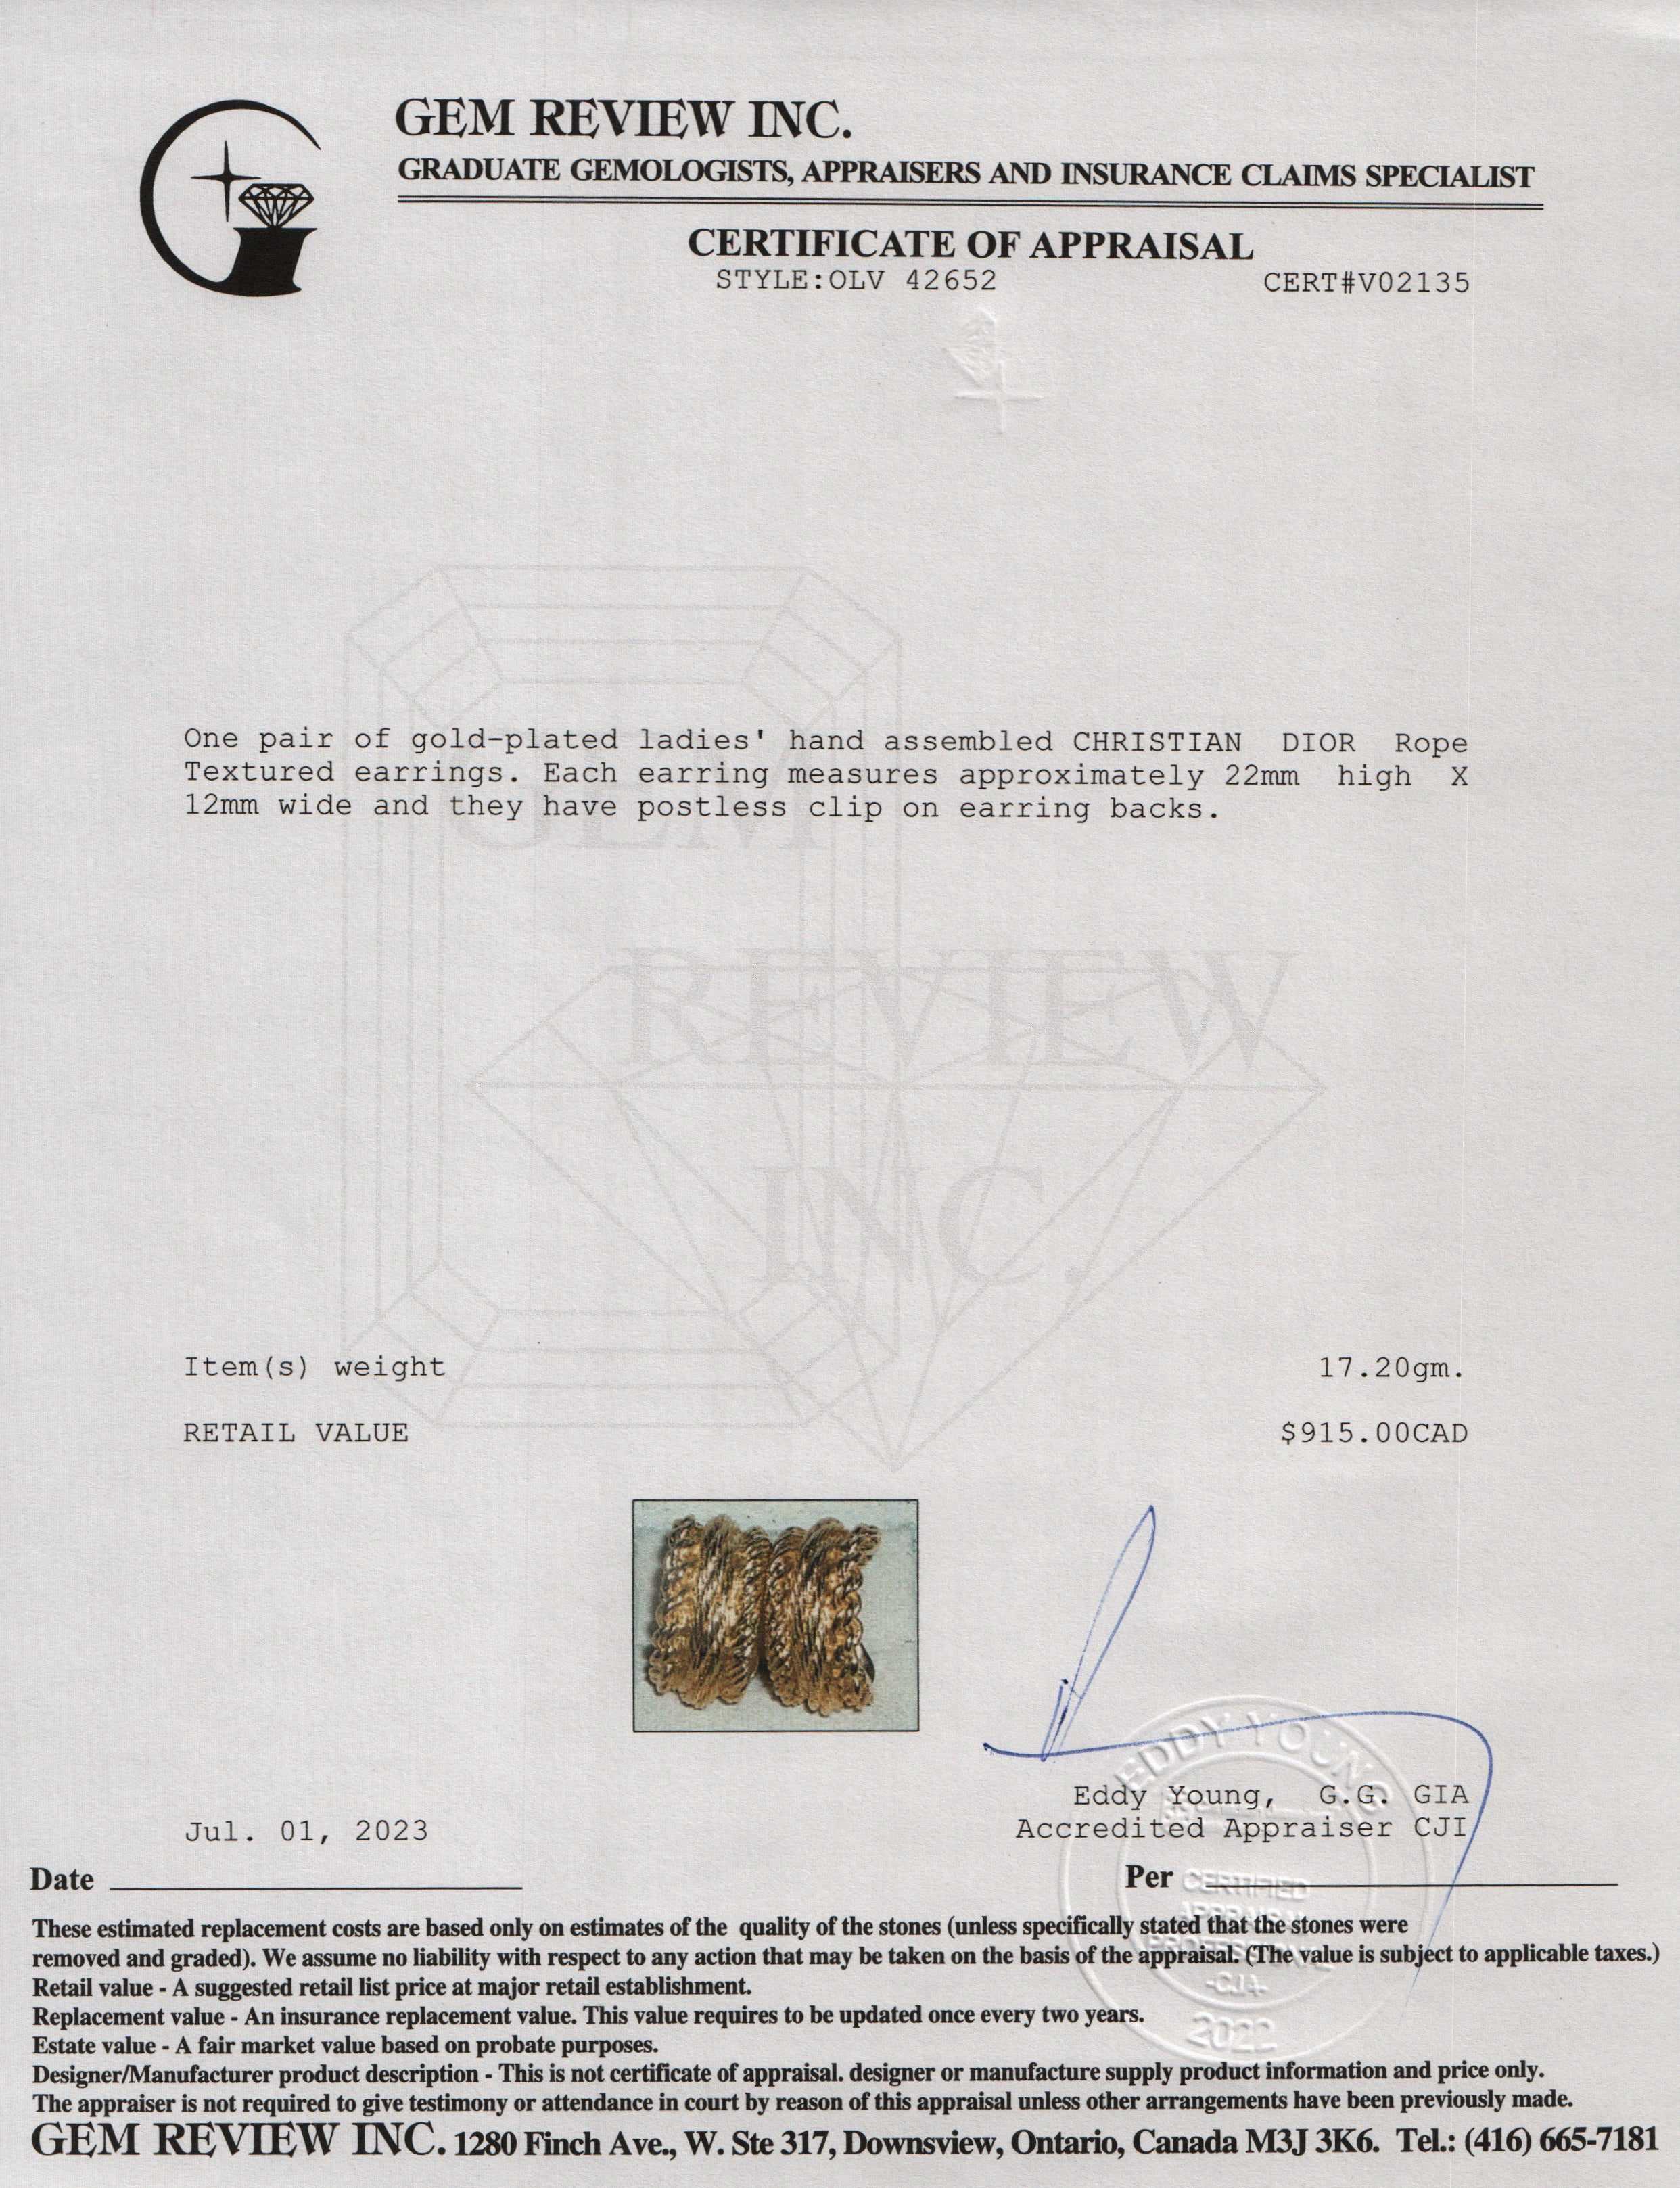 GEM REVIEW INC.
GRADUATE GEMOLOGISTS, APPRAISERS AND INSURANCE CLAIMS SPECIALIST
CERTIFICATE OF APPRAISAL
STYLE:OLV 42652 CERT#V02135
One pair of gold-plated ladies' hand assembled CHRISTIAN DIOR Rope
Textured earrings. Each earring measures approximately 22mm high X
12mm wide and they have postless clip on earring backs.
GEM
REVIEW
INC.
Item(s) weight 17.20gm.
RETAIL VALUE $915.00CAD
EDDY YOUNG
Eddy Young, G.G. GIA
Accredited Appraiser CJI
Jul. 01, 2023
Date
Per
CERTIFIED
APPRAISAL
PROFESSIONAL
-CJA-
2022
These estimated replacement costs are based only on estimates of the quality of the stones (unless specifically stated that the stones were
removed and graded). We assume no liability with respect to any action that may be taken on the basis of the appraisal. (The value is subject to applicable taxes.)
Retail value - A suggested retail list price at major retail establishment.
Replacement value - An insurance replacement value. This value requires to be updated once every two years.
Estate value - A fair market value based on probate purposes.
Designer/Manufacturer product description - This is not certificate of appraisal. designer or manufacture supply product information and price only.
The appraiser is not required to give testimony or attendance in court by reason of this appraisal unless other arrangements have been previously made.
GEM REVIEW INC. 1280 Finch Ave., W. Ste 317, Downsview, Ontario, Canada M3J 3K6. Tel.: (416) 665-7181